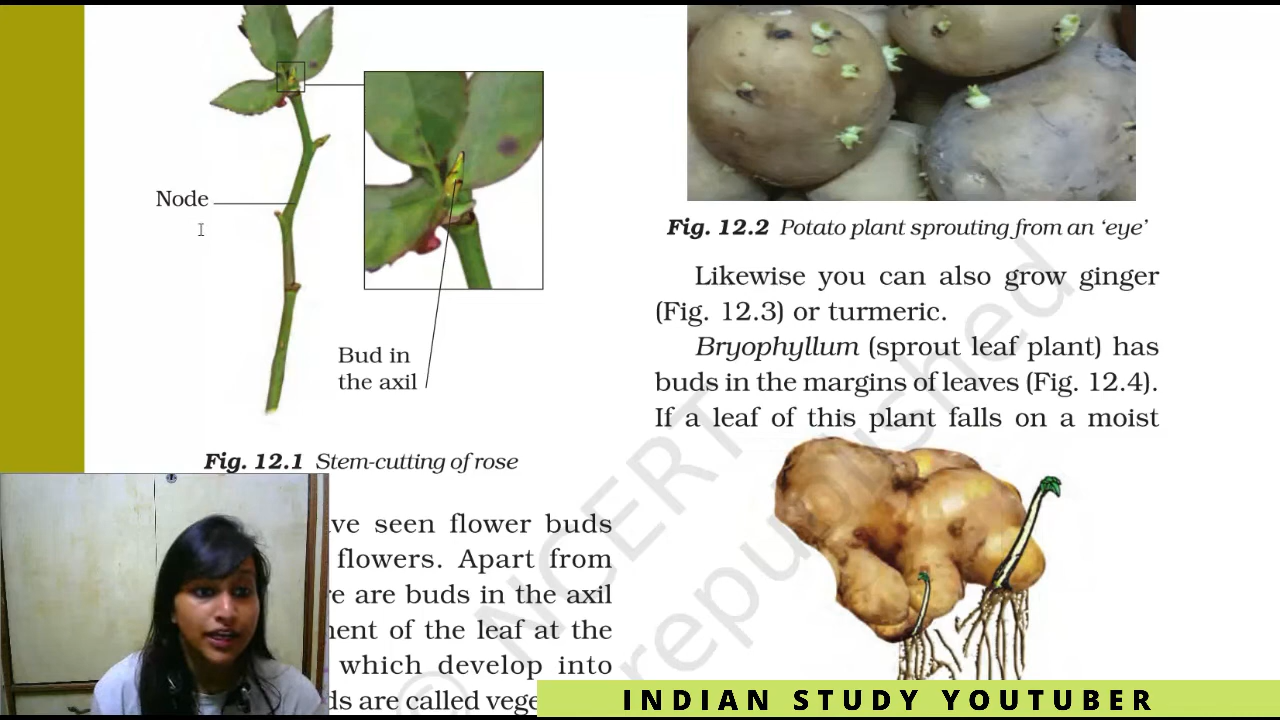 Node
Bud in
the axil
Fig. 12.1 Stem-cutting of rose
ve seen flower buds
flowers. Apart from
re are buds in the axil
ent of the leaf at the
which develop into
ds are called vege
Fig. 12.2 Potato plant sprouting from an ‘eye’
Likewise you can also grow ginger
(Fig. 12.3) or turmeric.
Bryophyllum (sprout leaf plant) has
buds in the margins of leaves (Fig. 12.4).
If a leaf of this plant falls on a moist
© NCERT
republished
INDIAN STUDY YOUTUBER